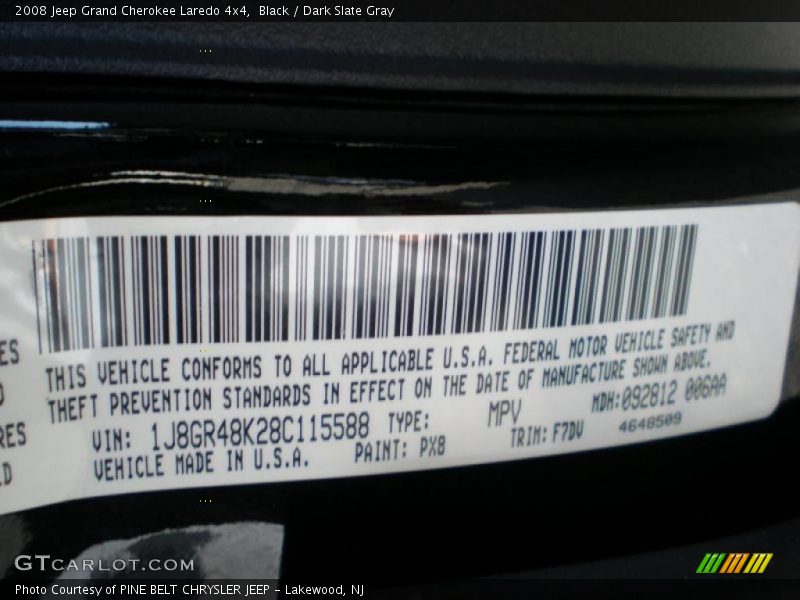 2008 Jeep Grand Cherokee Laredo 4x4,  Black / Dark Slate Gray
ES
THIS VEHICLE CONFORMS TO ALL APPLICABLE U.S.A. FEDERAL MOTOR VEHICLE SAFETY AND
THEFT PREVENTION STANDARDS IN EFFECT ON THE DATE OF MANUFACTURE SHOWN ABOVE.
RES
VIN: 1J8GR48K28C115588 TYPE: MPV MDH:092812 006AA
D
VEHICLE MADE IN U.S.A. PAINT: PX8 TRIM: F7DV 4648509
GTCARLOT.COM
Photo Courtesy of PINE BELT CHRYSLER JEEP - Lakewood, NJ